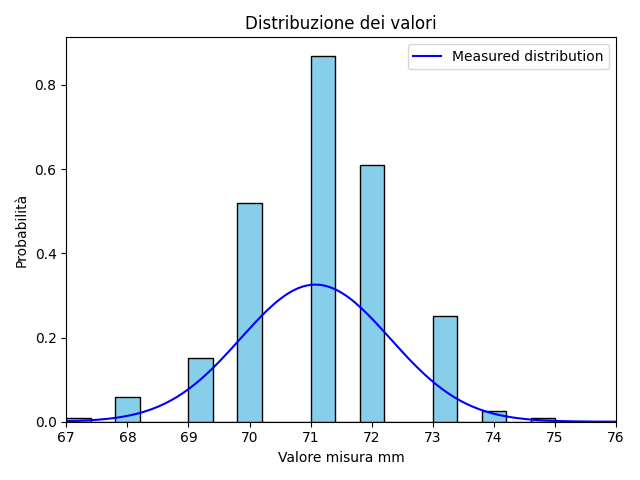 Distribuzione dei valori
Measured distribution
Probabilità
0.8
0.6
0.4
0.2
0.0
67 68 69 70 71 72 73 74 75 76
Valore misura mm